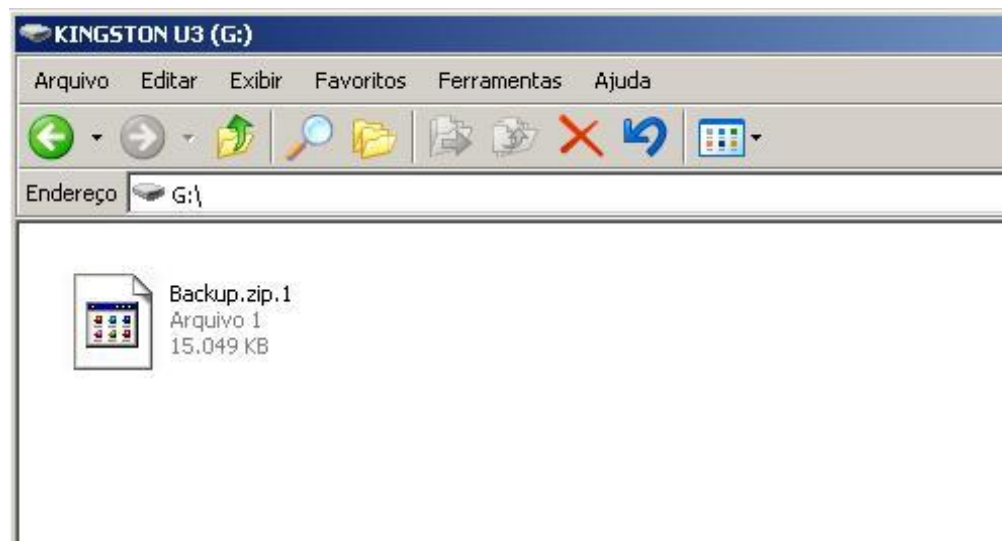 KINGSTON U3 (G:)
Arquivo Editar Exibir Favoritos Ferramentas Ajuda
Endereço G:\
Backup.zip.1
Arquivo 1
15.049 KB